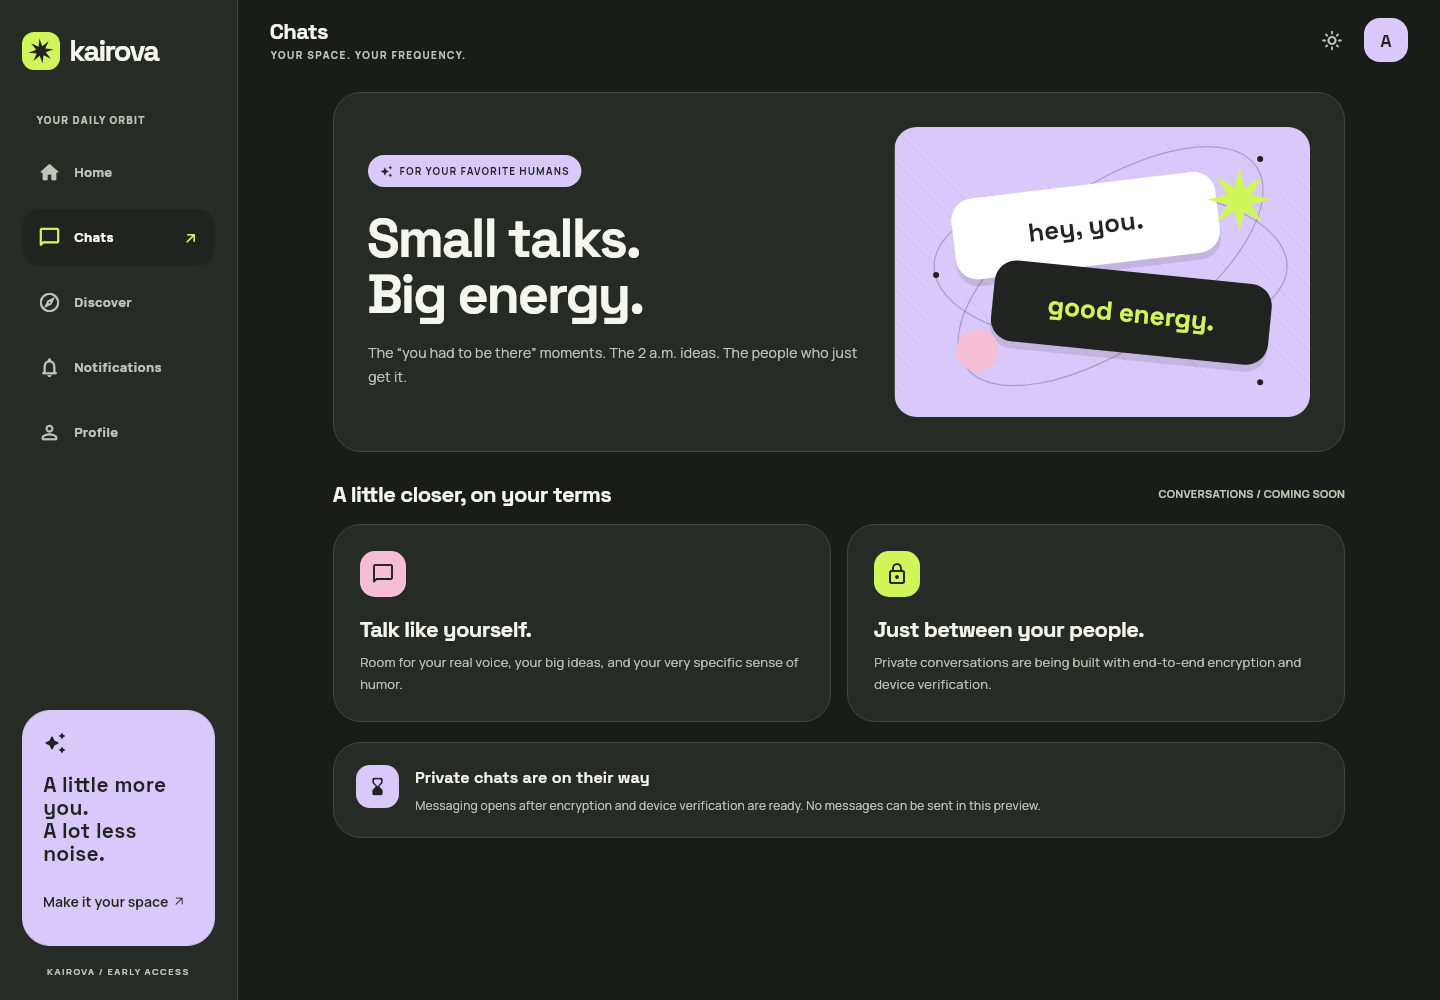 kairova
YOUR DAILY ORBIT
Home
Chats
Discover
Notifications
Profile
A little more
you.
A lot less
noise.
Make it your space
KAIROVA / EARLY ACCESS
Chats
YOUR SPACE. YOUR FREQUENCY.
A
FOR YOUR FAVORITE HUMANS
Small talks.
Big energy.
The “you had to be there” moments. The 2 a.m. ideas. The people who just
get it.
hey, you.
good energy.
A little closer, on your terms
CONVERSATIONS / COMING SOON
Talk like yourself.
Room for your real voice, your big ideas, and your very specific sense of
humor.
Just between your people.
Private conversations are being built with end-to-end encryption and
device verification.
Private chats are on their way
Messaging opens after encryption and device verification are ready. No messages can be sent in this preview.